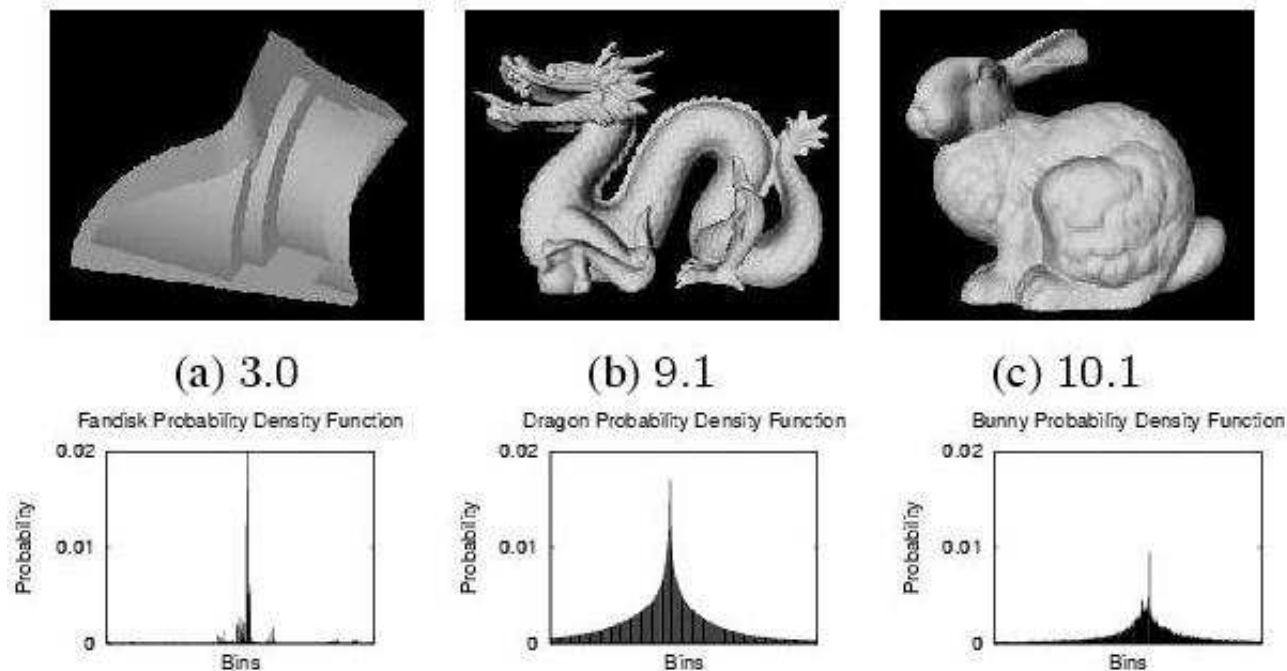 (a) 3.0
(b) 9.1
(c) 10.1
Fandisk Probability Density Function
0.02
0.01
0
Probability
Bins
Dragon Probability Density Function
0.02
0.01
0
Probability
Bins
Bunny Probability Density Function
0.02
0.01
0
Probability
Bins